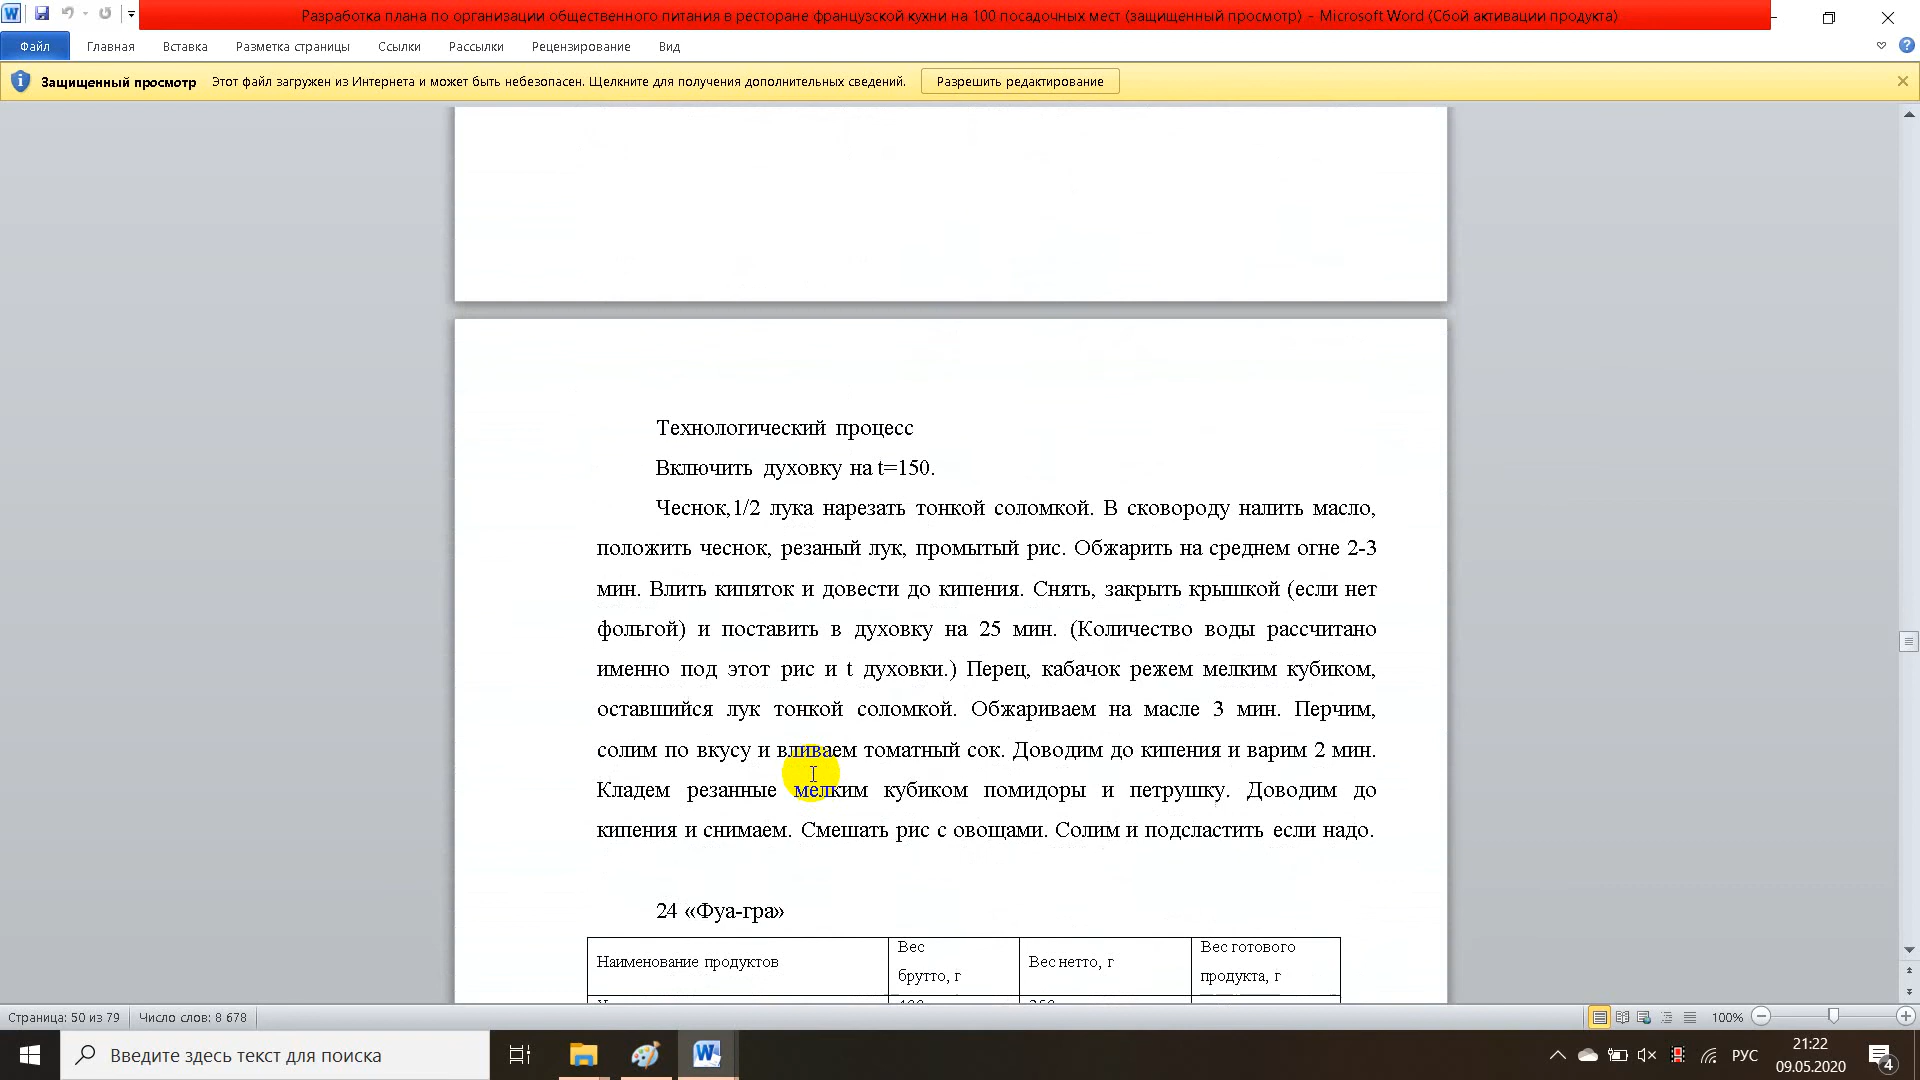 Разработка плана по организации общественного питания в ресторане французской кухни на 100 посадочных мест (защищенный просмотр) - Microsoft Word (Сбой активации продукта)
Файл Главная Вставка Разметка страницы Ссылки Рассылки Рецензирование Вид
Защищенный просмотр Этот файл загружен из Интернета и может быть небезопасен. Щелкните для получения дополнительных сведений. Разрешить редактирование
Технологический процесс
Включить духовку на t=150.
Чеснок,1/2 лука нарезать тонкой соломкой. В сковороду налить масло,
положить чеснок, резаный лук, промытый рис. Обжарить на среднем огне 2-3
мин. Влить кипяток и довести до кипения. Снять, закрыть крышкой (если нет
фольгой) и поставить в духовку на 25 мин. (Количество воды рассчитано
именно под этот рис и t духовки.) Перец, кабачок режем мелким кубиком,
оставшийся лук тонкой соломкой. Обжариваем на масле 3 мин. Перчим,
солим по вкусу и вливаем томатный сок. Доводим до кипения и варим 2 мин.
Кладем резанные мелким кубиком помидоры и петрушку. Доводим до
кипения и снимаем. Смешать рис с овощами. Солим и подсластить если надо.
24 «Фуа-гра»
Наименование продуктов
Вес
брутто, г
Вес нетто, г
Вес готового
продукта, г
Страница: 50 из 79 Число слов: 8 678 100%
Введите здесь текст для поиска
РУС
21:22
09.05.2020
4